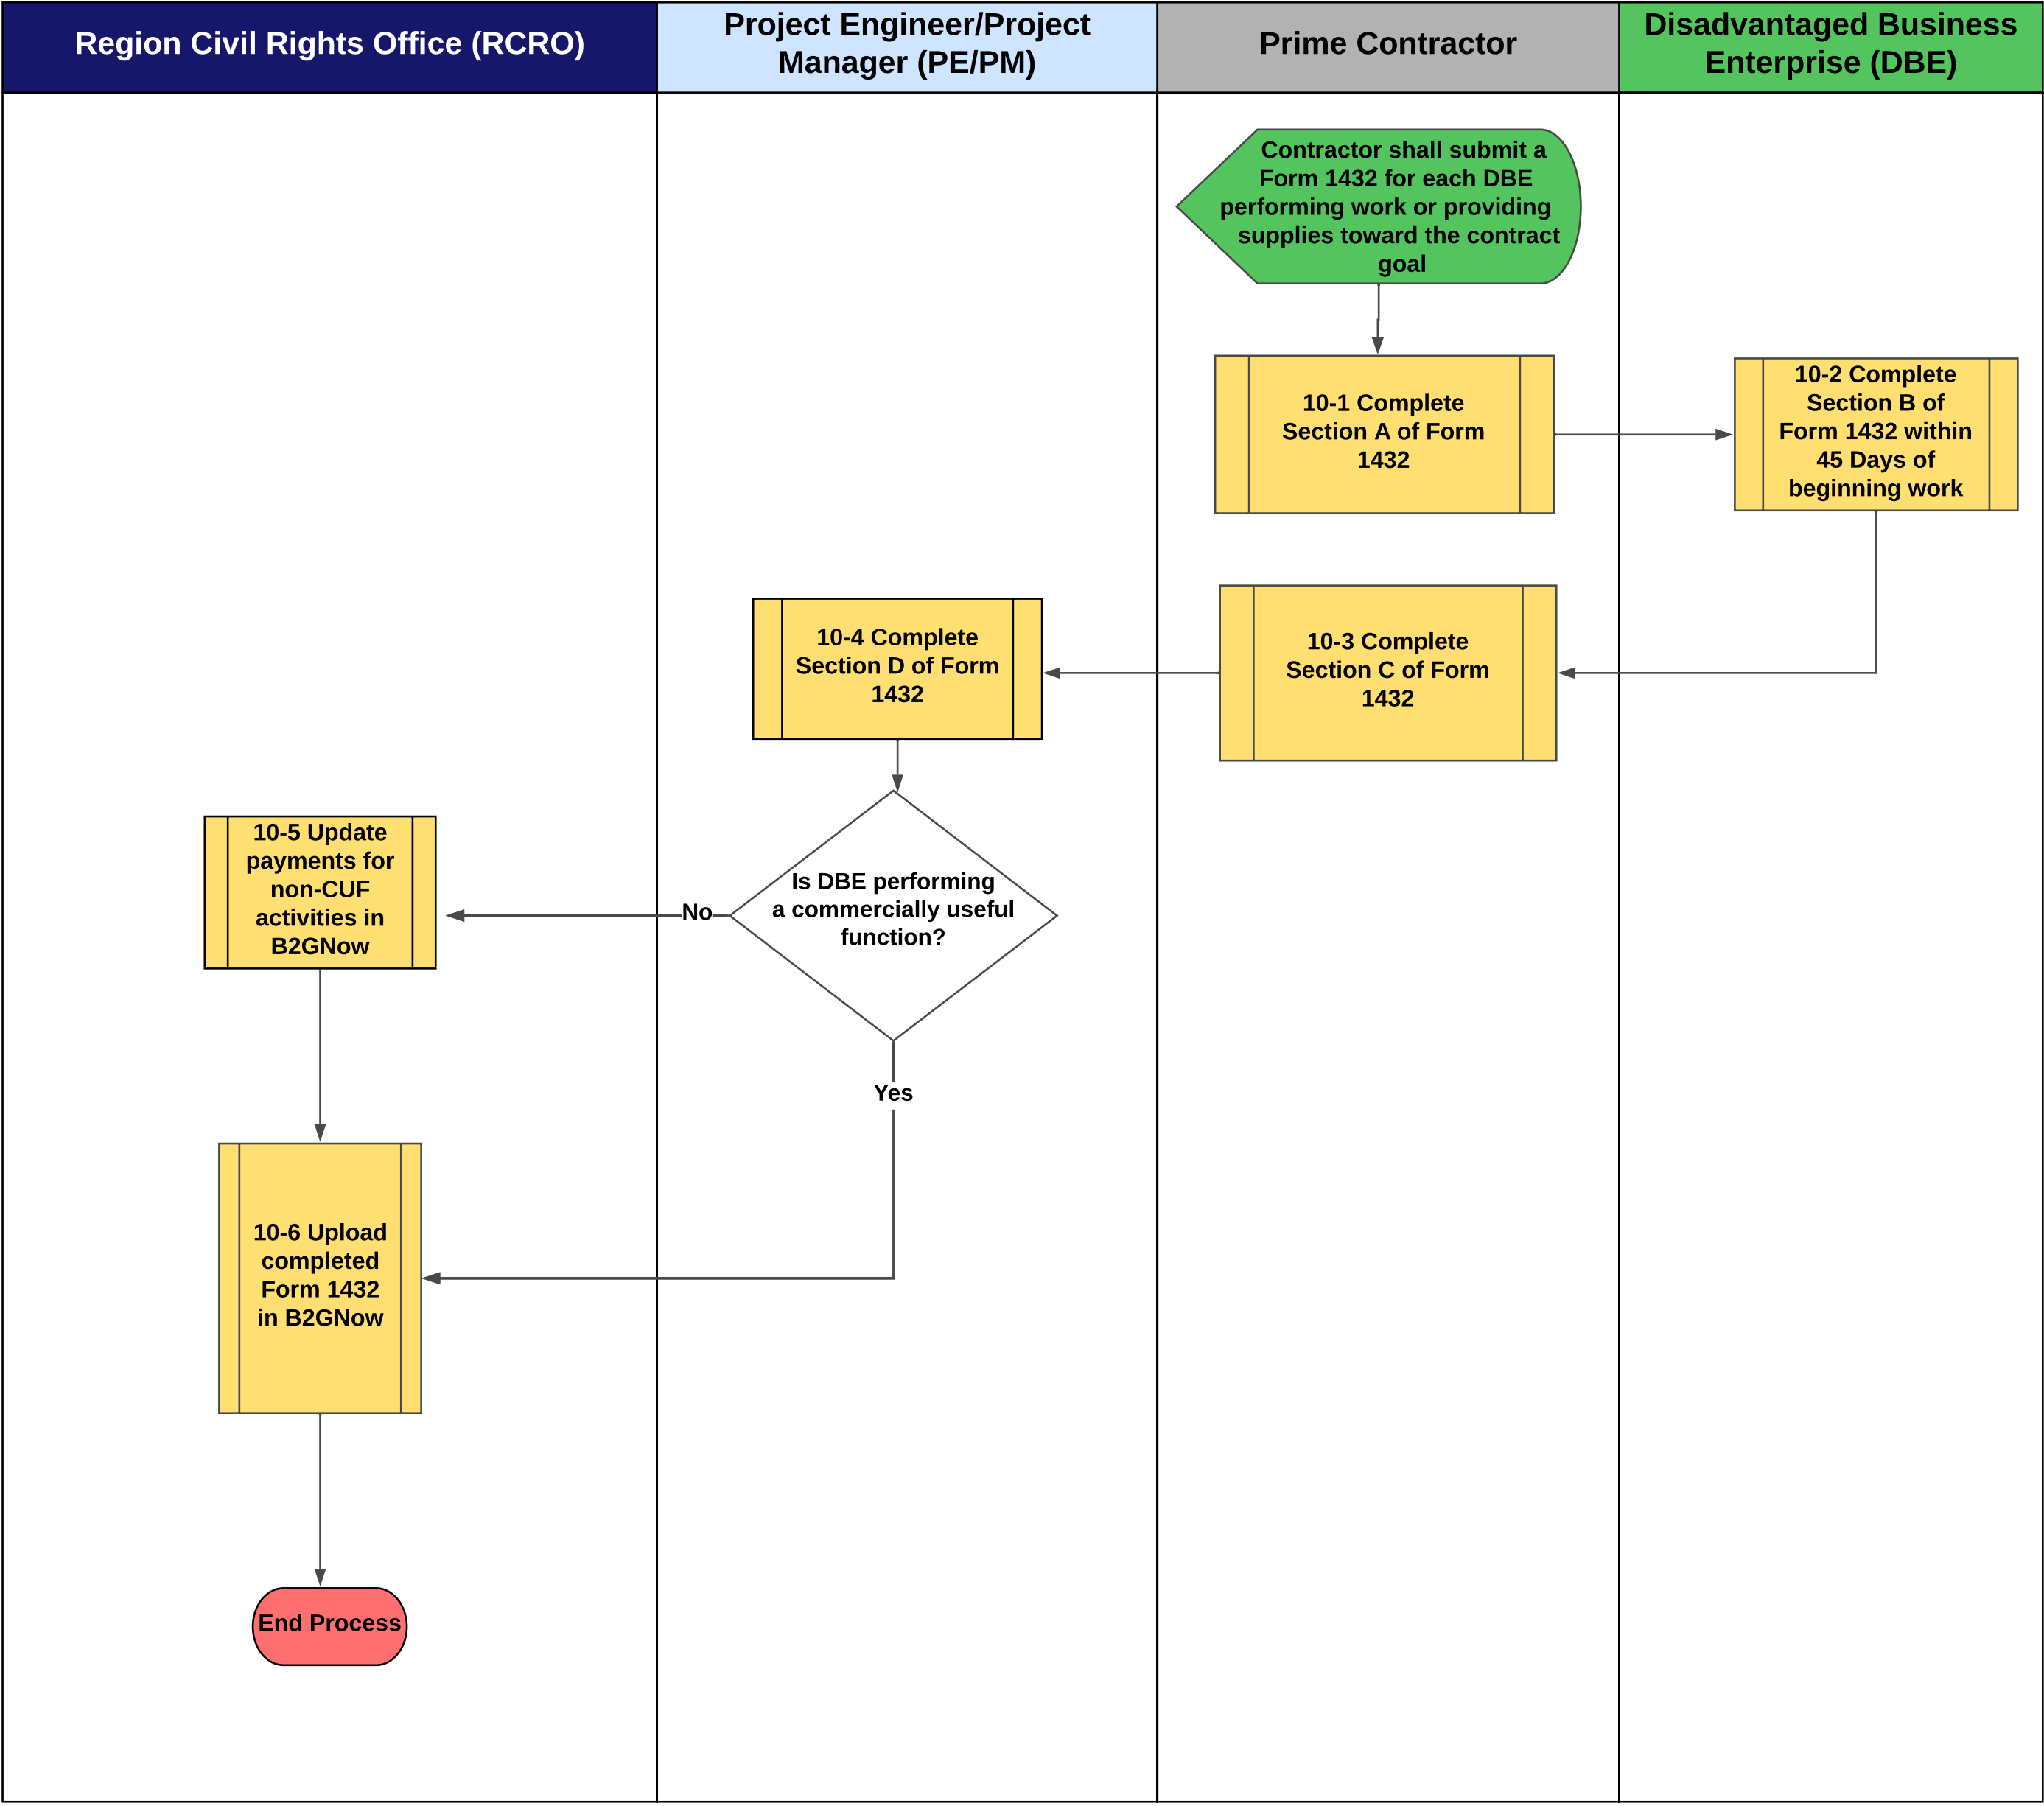 Region Civil Rights Office (RCRO)
Project Engineer/Project
Manager (PE/PM)
Prime Contractor
Disadvantaged Business
Enterprise (DBE)
Contractor shall submit a
Form 1432 for each DBE
performing work or providing
supplies toward the contract
goal
10-1 Complete
Section A of Form
1432
10-2 Complete
Section B of
Form 1432 within
45 Days of
beginning work
10-3 Complete
Section C of Form
1432
10-4 Complete
Section D of Form
1432
Is DBE performing
a commercially useful
function?
No
10-5 Update
payments for
non-CUF
activities in
B2GNow
Yes
10-6 Upload
completed
Form 1432
in B2GNow
End Process